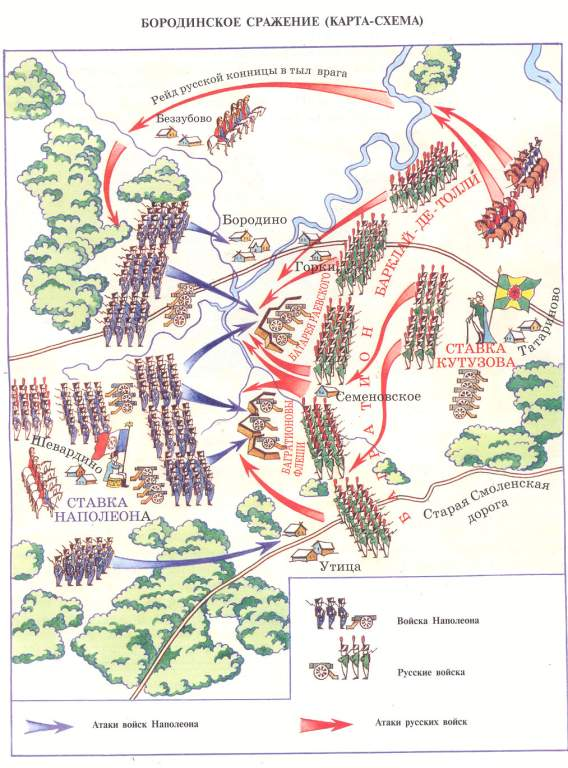 БОРОДИНСКОЕ СРАЖЕНИЕ (КАРТА-СХЕМА)
Рейд русской конницы в тыл врага
Беззубово
Бородино
Горки
БАРКЛАЙ-ДЕ-ТОЛЛИ
БАТАРЕЯ РАЕВСКОГО
Татариново
СТАВКА
КУТУЗОВА
Семеновское
БАГРАТИОН
БАГРАТИОНОВЫ
ФЛЕШИ
Шевардино
СТАВКА
НАПОЛЕОНА
Старая Смоленская
дорога
Утица
Войска Наполеона
Русские войска
Атаки войск Наполеона
Атаки русских войск